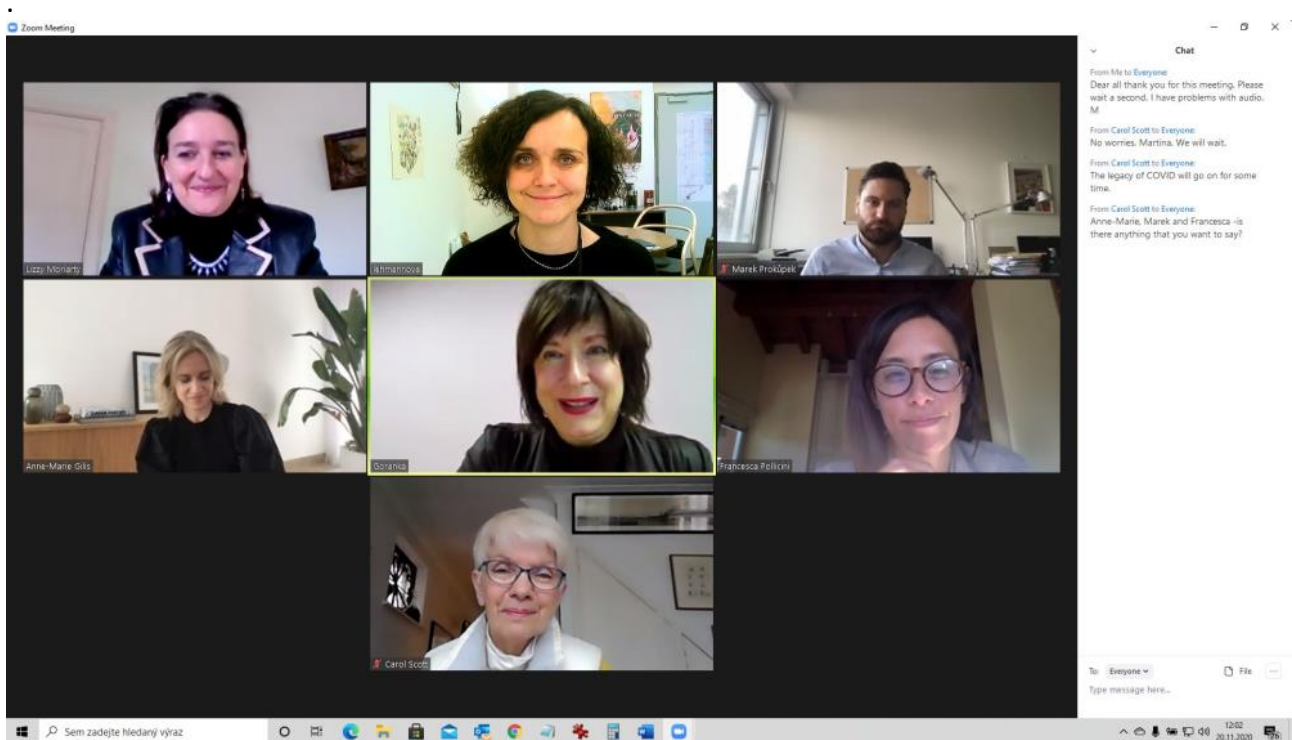 Zoom Meeting
Chat
From Me to Everyone:
Dear all thank you for this meeting. Please
wait a second. I have problems with audio.
M
From Carol Scott to Everyone:
No worries, Martina. We will wait.
From Carol Scott to Everyone:
The legacy of COVID will go on for some
time.
From Carol Scott to Everyone:
Anne-Marie, Marek and Francesca -is
there anything that you want to say?
Lizzy Moriarty
lehmannova
Marek Prokůpek
Anne-Marie Gilis
Goranka
Francesca Pollicini
Carol Scott
To: Everyone
File
Type message here...
Sem zadejte hledaný výraz
12:02
20.11.2020